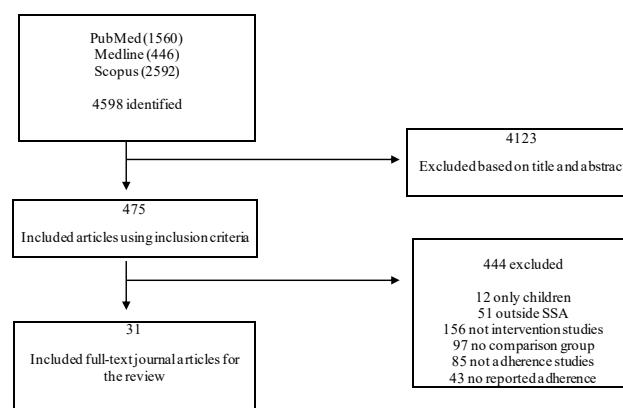 PubMed (1560)
Medline (446)
Scopus (2592)
4598 identified
4123
Excluded based on title and abstract
475
Included articles using inclusion criteria
444 excluded
12 only children
51 outside SSA
156 not intervention studies
97 no comparison group
85 not adherence studies
43 no reported adherence
31
Included full-text journal articles for
the review